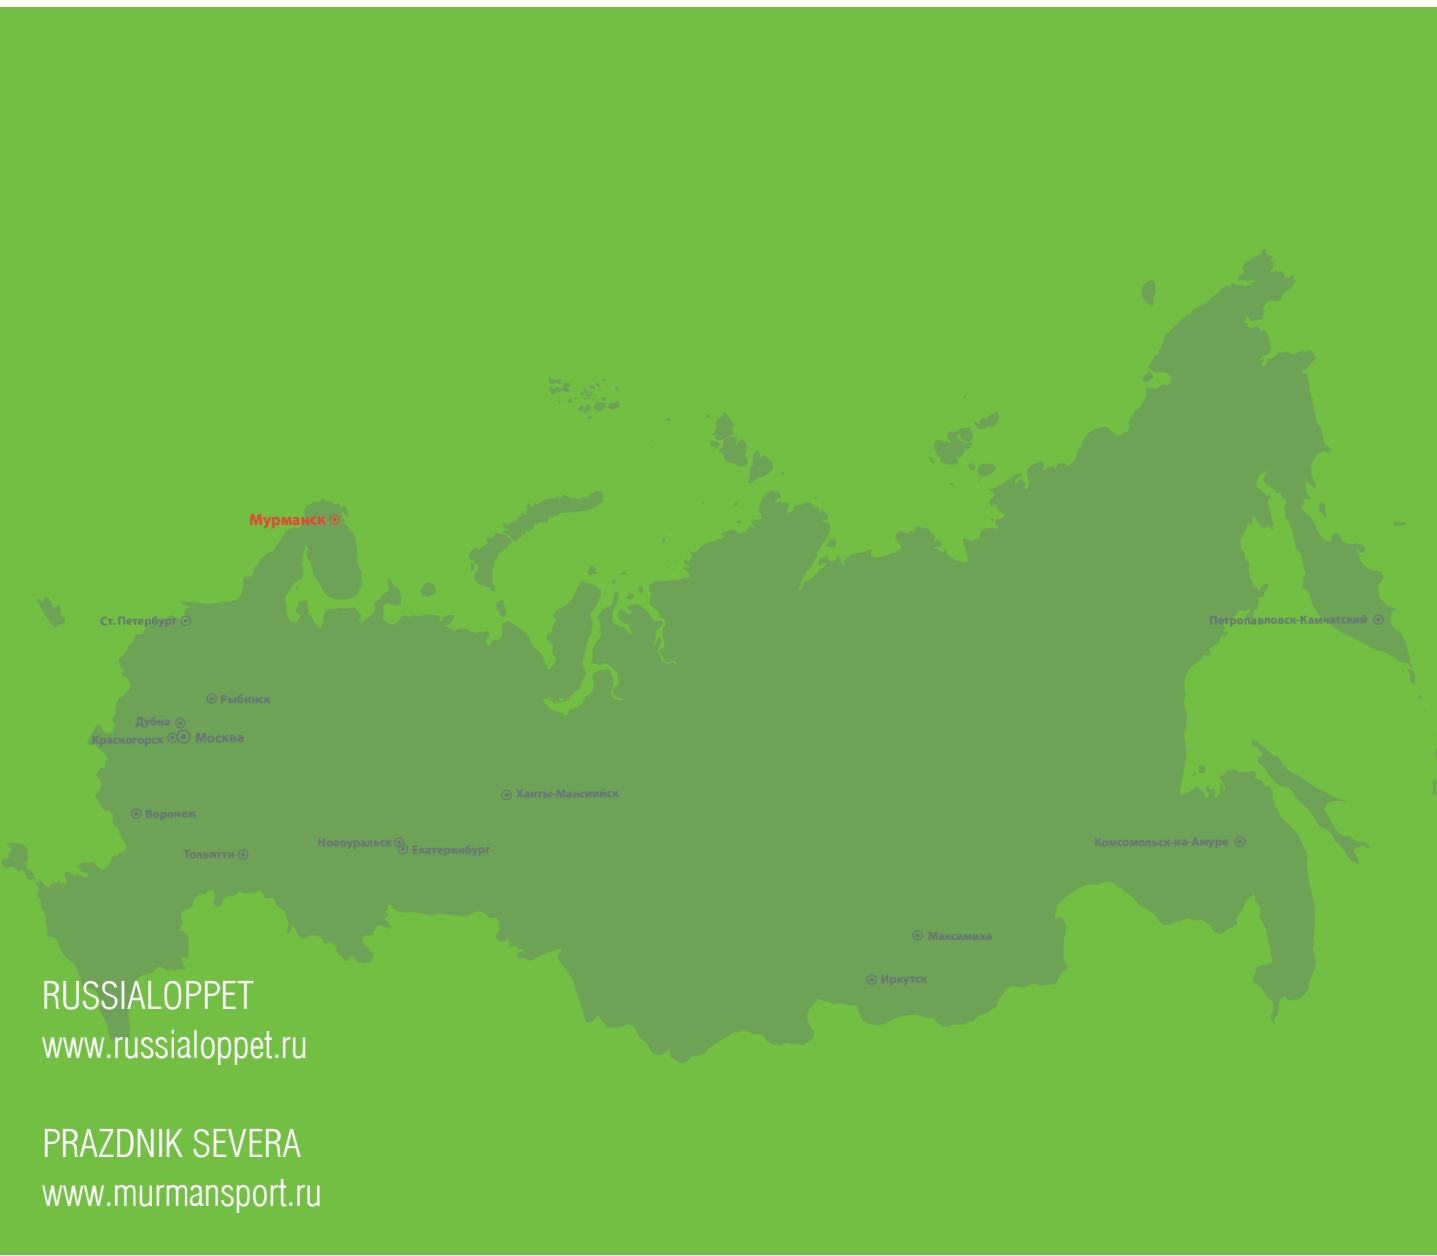 Мурманск
Ст. Петербург
Петропавловск-Камчатский
Рыбинск
Дубна
Красногорск
Москва
Ханты-Мансиийск
Воронеж
Новоуральск
Екатеринбург
Тольятти
Комсомольск-на-Амуре
Максимиха
Иркутск
RUSSIALOPPET
www.russialoppet.ru
PRAZDNIK SEVERA
www.murmansport.ru